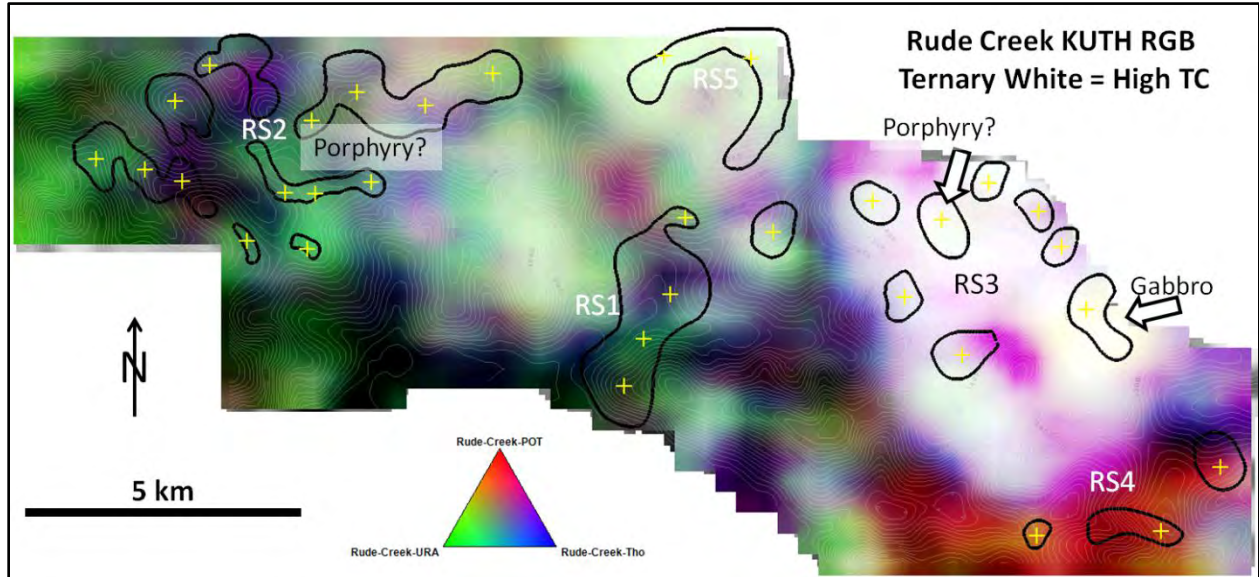 Rude Creek KUTH RGB
Ternary White = High TC
RS5
Porphyry?
RS2
Porphyry?
RS3
Gabbro
RS1
N
RS4
Rude-Creek-POT
Rude-Creek-URA
Rude-Creek-Tho
5 km